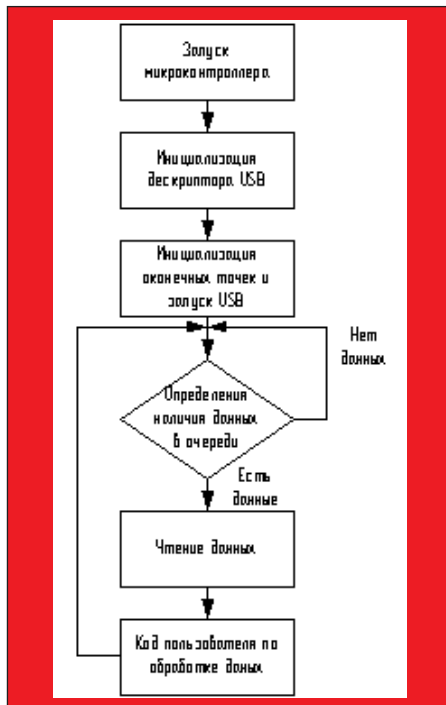 Запуск
микроконтроллера
Инициализация
дескриптора USB
Инициализация
оконечных точек и
запуск USB
Нет
данных
Определения
наличия данных
в очереди
Есть
данные
Чтение данных
Код пользователя по
обработке даных